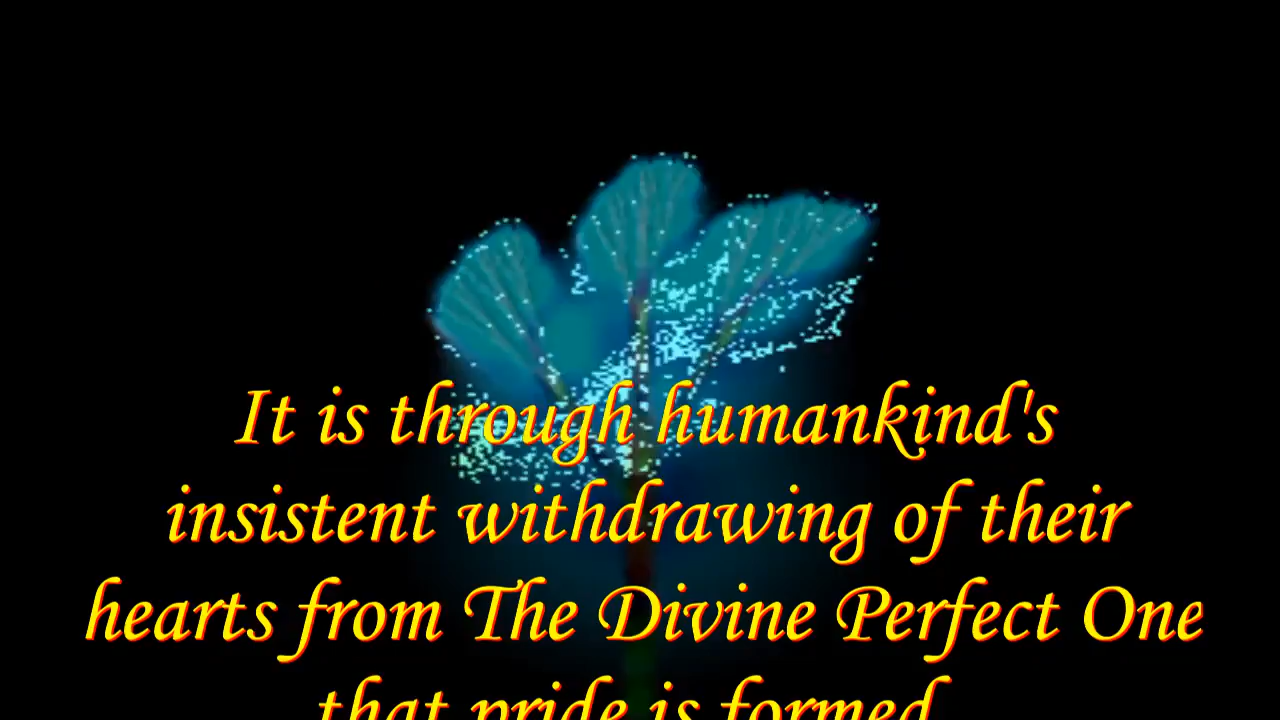 It is through humankind's
insistent withdrawing of their
hearts from The Divine Perfect One
that pride is formed